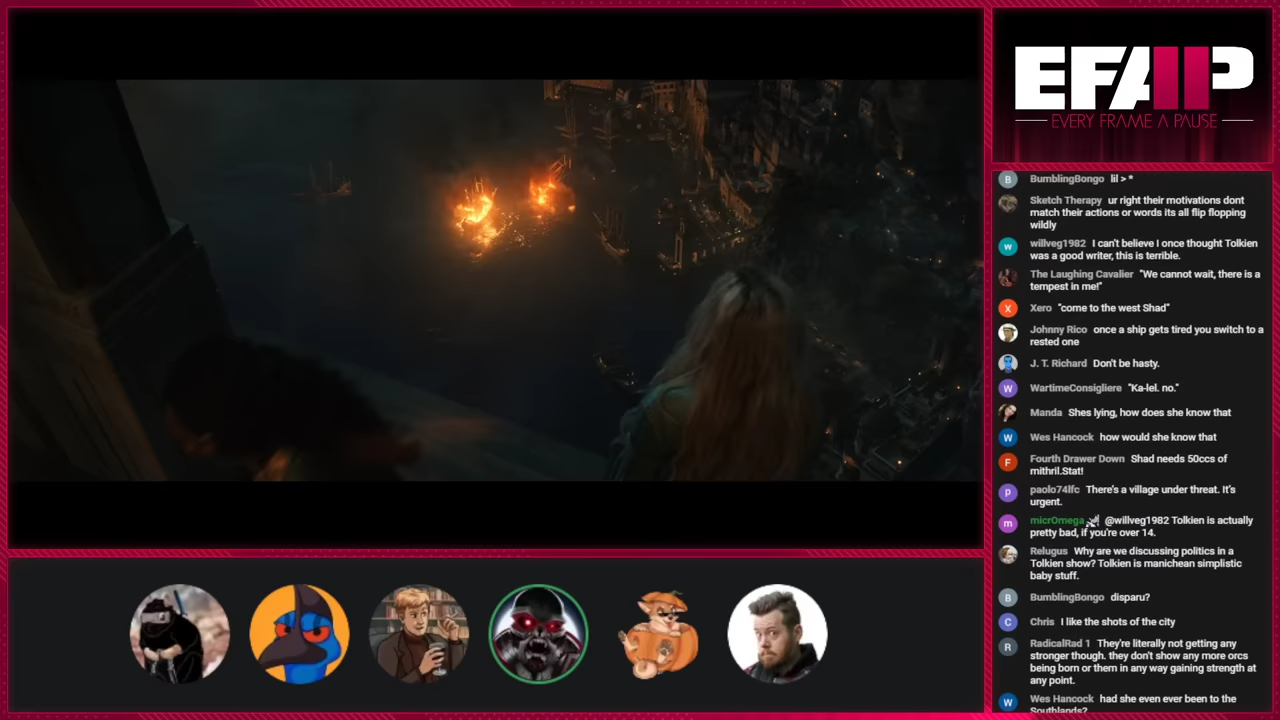 EFAP
EVERY FRAME A PAUSE
B BumblingBongo lil > *
Sketch Therapy ur right their motivations dont
match their actions or words its all flip flopping
wildly
w willveg1982 I can't believe I once thought Tolkien
was a good writer, this is terrible.
The Laughing Cavalier "We cannot wait, there is a
tempest in me!"
X Xero "come to the west Shad"
Johnny Rico once a ship gets tired you switch to a
rested one
J. T. Richard Don't be hasty.
W WartimeConsigliere "Ka-lel. no."
Manda Shes lying, how does she know that
W Wes Hancock how would she know that
F Fourth Drawer Down Shad needs 50ccs of
mithril.Stat!
p paolo74lfc There's a village under threat. It's
urgent.
m micrOmega @willveg1982 Tolkien is actually
pretty bad, if you're over 14.
Relugus Why are we discussing politics in a
Tolkien show? Tolkien is manichean simplistic
baby stuff.
B BumblingBongo disparu?
C Chris I like the shots of the city
R RadicalRad 1 They're literally not getting any
stronger though. they don't show any more orcs
being born or them in any way gaining strength at
any point.
W Wes Hancock had she even ever been to the
Southlands?